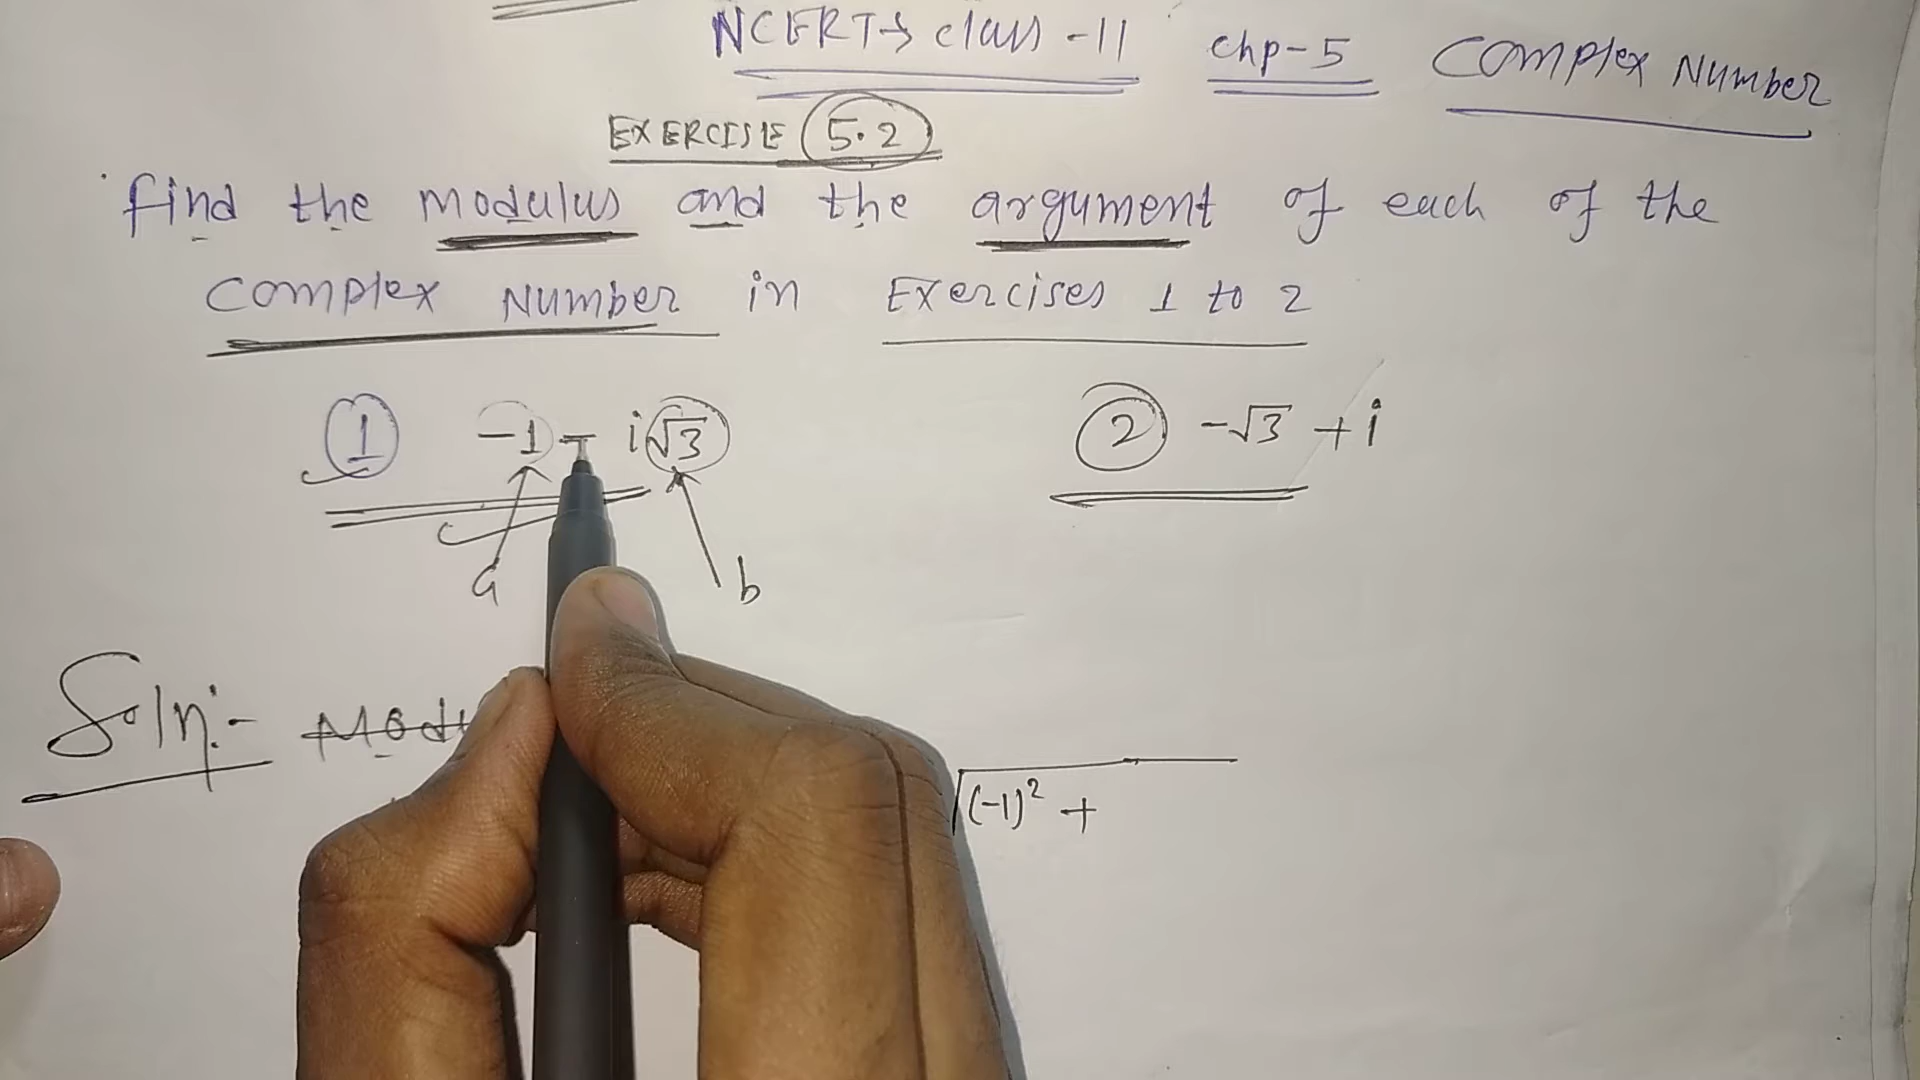 NCERT → class -11 chp-5 Complex Number
EXERCISE 5.2
find the modulus and the argument of each of the
Complex Number in Exercises 1 to 2
1 -1 - i√3 2 -√3 + i
a b
Soln:-
√(-1)² +